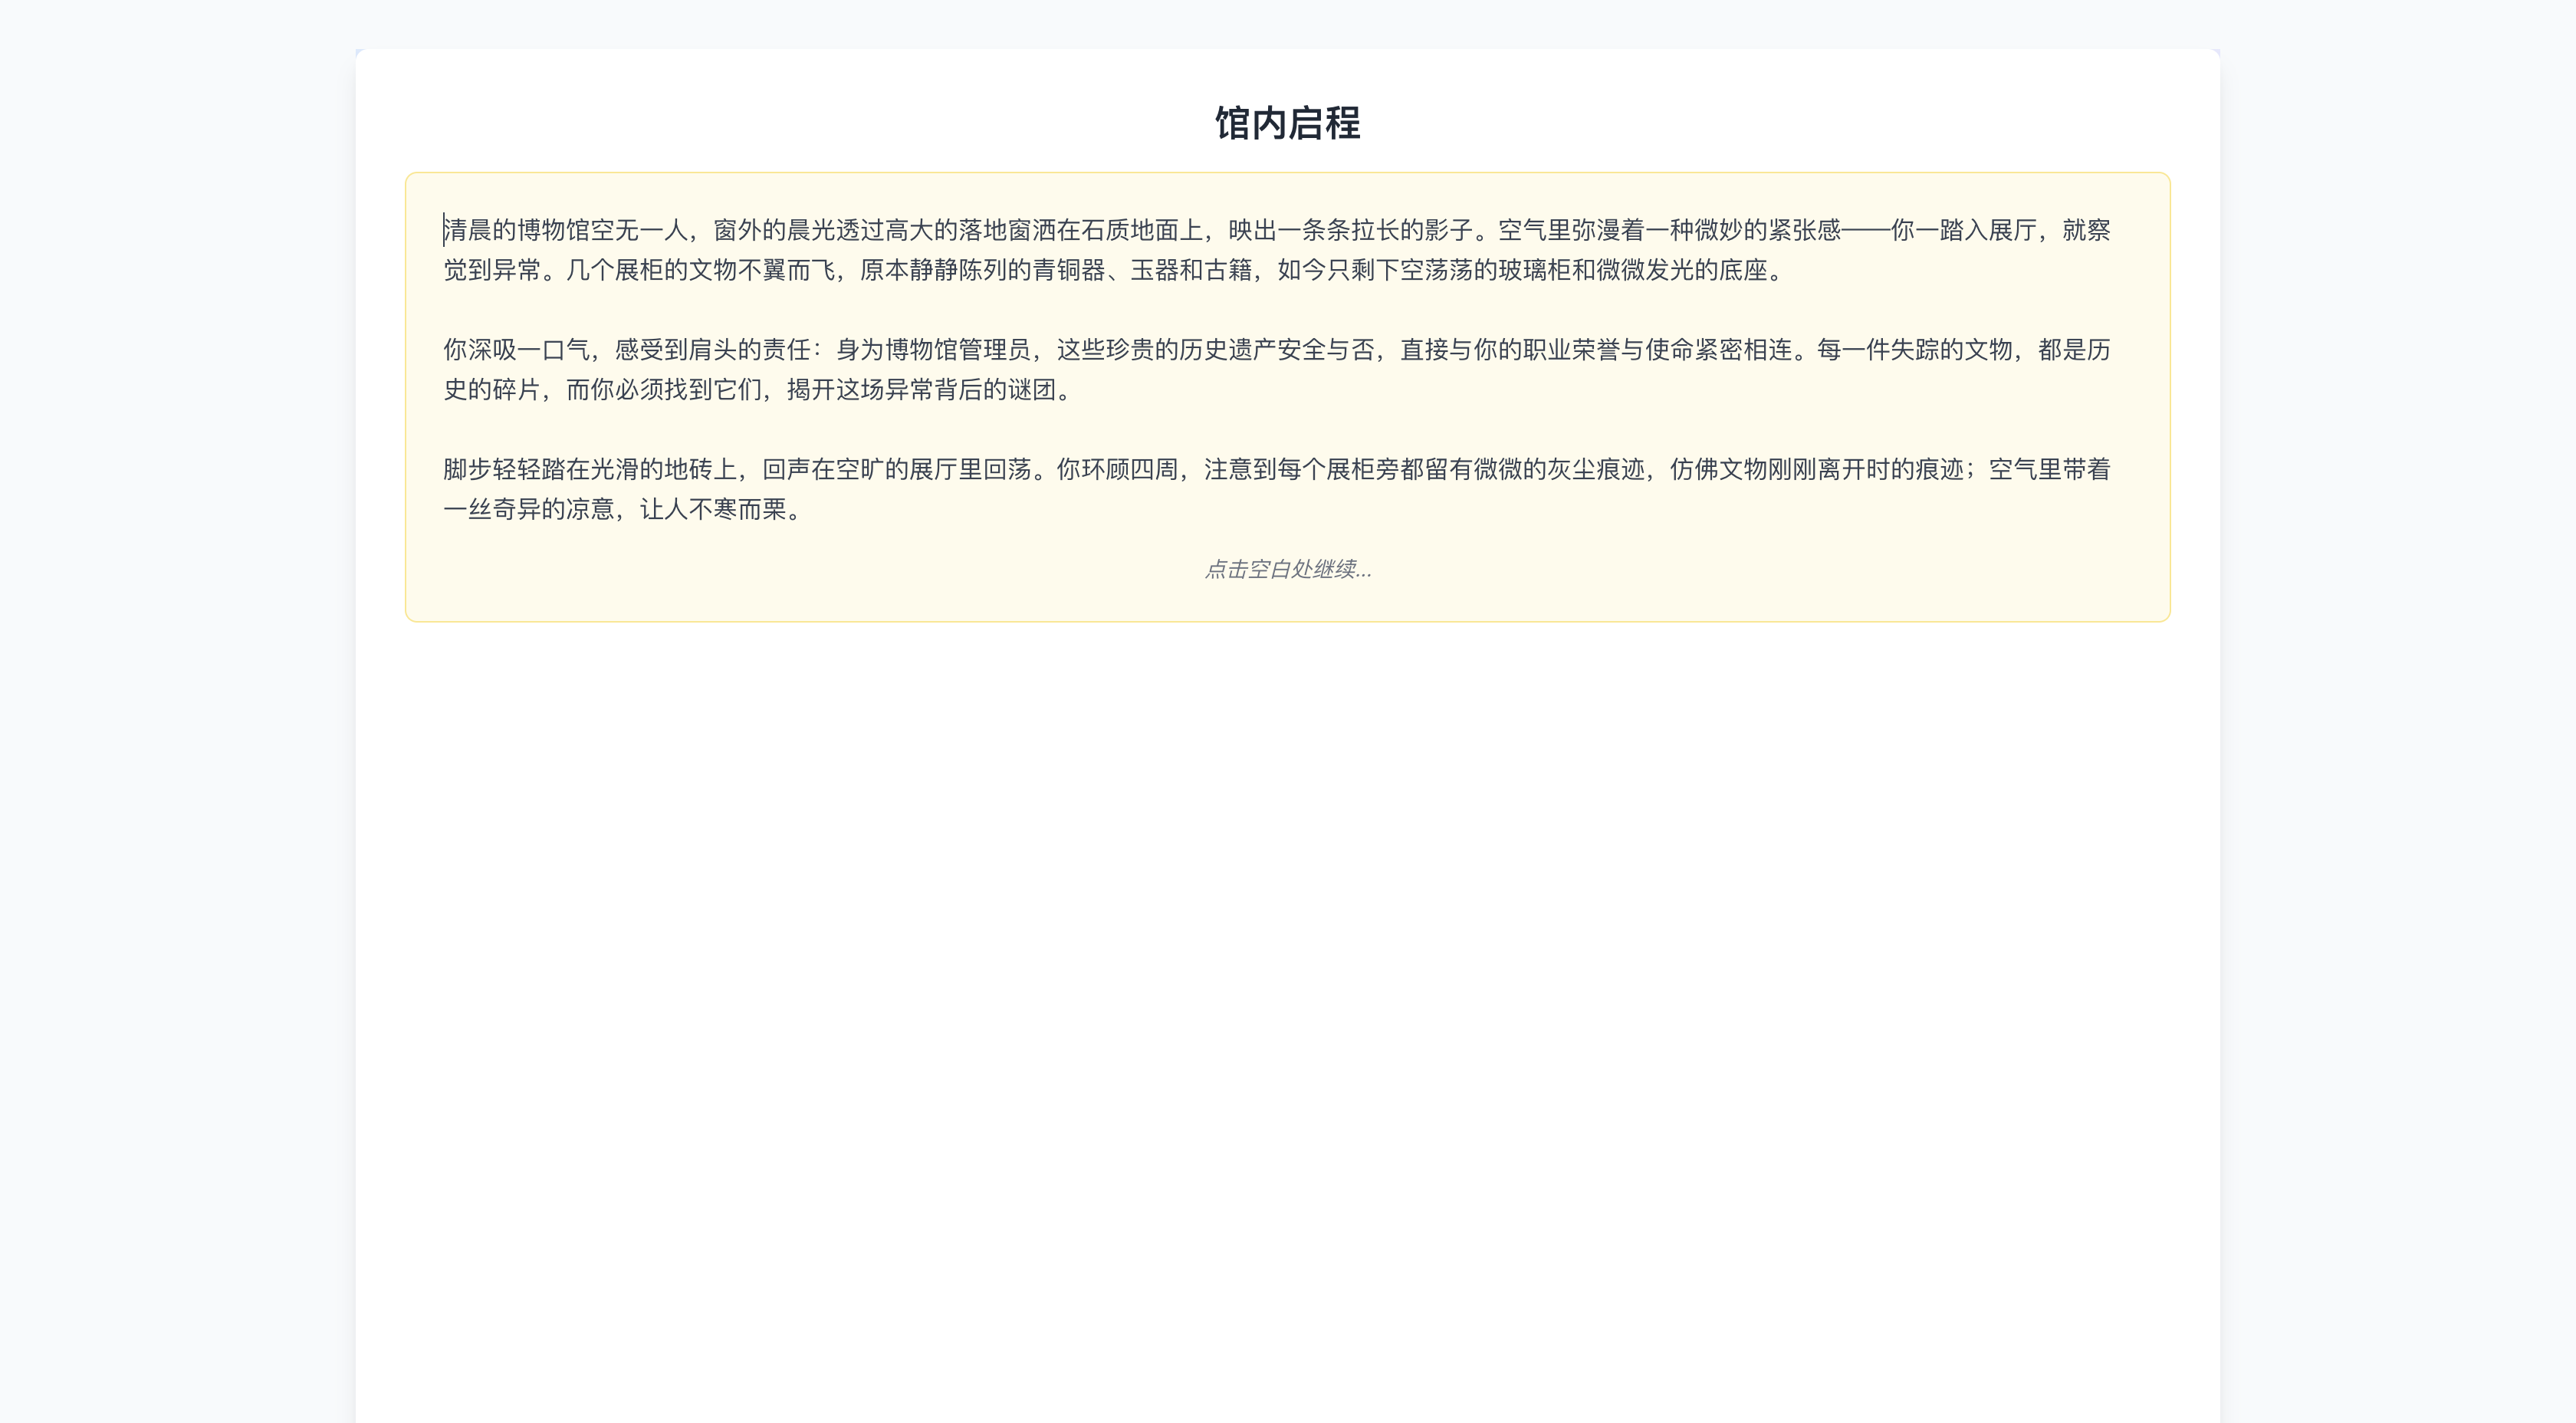 馆内启程
清晨的博物馆空无一人，窗外的晨光透过高大的落地窗洒在石质地面上，映出一条条拉长的影子。空气里弥漫着一种微妙的紧张感——你一踏入展厅，就察
觉到异常。几个展柜的文物不翼而飞，原本静静陈列的青铜器、玉器和古籍，如今只剩下空荡荡的玻璃柜和微微发光的底座。
你深吸一口气，感受到肩头的责任：身为博物馆管理员，这些珍贵的历史遗产安全与否，直接与你的职业荣誉与使命紧密相连。每一件失踪的文物，都是历
史的碎片，而你必须找到它们，揭开这场异常背后的谜团。
脚步轻轻踏在光滑的地砖上，回声在空旷的展厅里回荡。你环顾四周，注意到每个展柜旁都留有微微的灰尘痕迹，仿佛文物刚刚离开时的痕迹；空气里带着
一丝奇异的凉意，让人不寒而栗。
点击空白处继续...